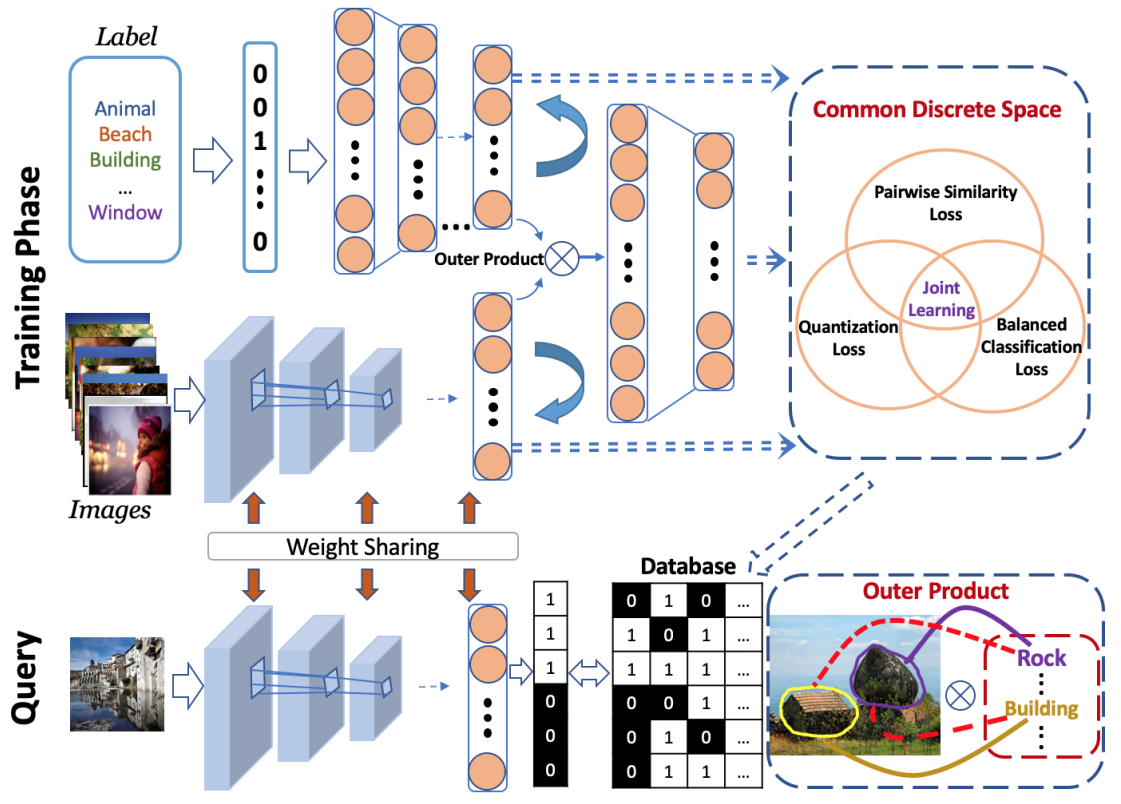 Label
Animal
Beach
Building
...
Window
0
0
1
0
Training Phase
Outer Product
...
Common Discrete Space
Pairwise Similarity
Loss
Joint
Learning
Quantization
Loss
Balanced
Classification
Loss
Images
Weight Sharing
Query
1
1
1
0
0
0
Database
0 1 0 ...
1 0 1 ...
1 1 1 ...
0 0 1 ...
0 1 0 ...
0 1 1 ...
Outer Product
Rock
Building